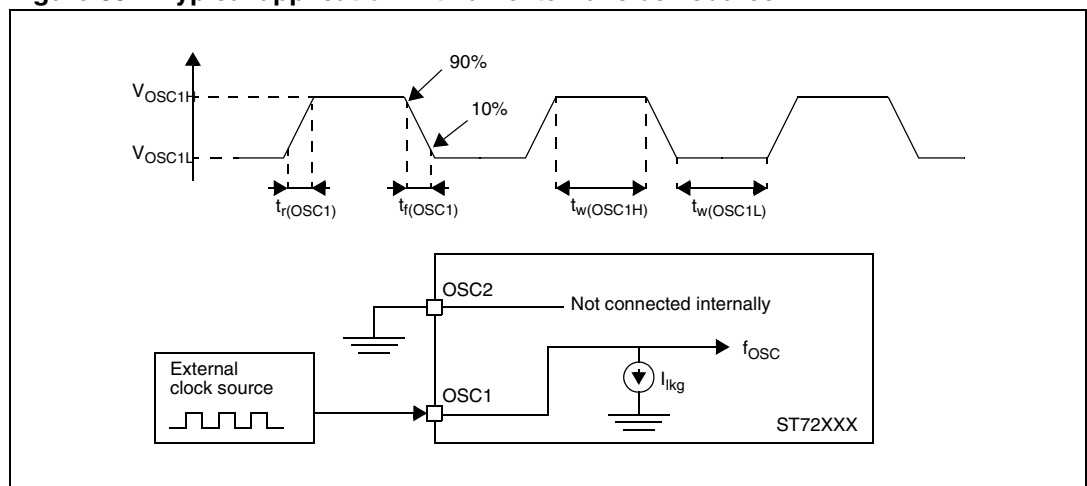 90%
V_OSC1H
10%
V_OSC1L
t_r(OSC1)
t_f(OSC1)
t_w(OSC1H)
t_w(OSC1L)
OSC2
Not connected internally
f_OSC
External
clock source
I_lkg
OSC1
ST72XXX